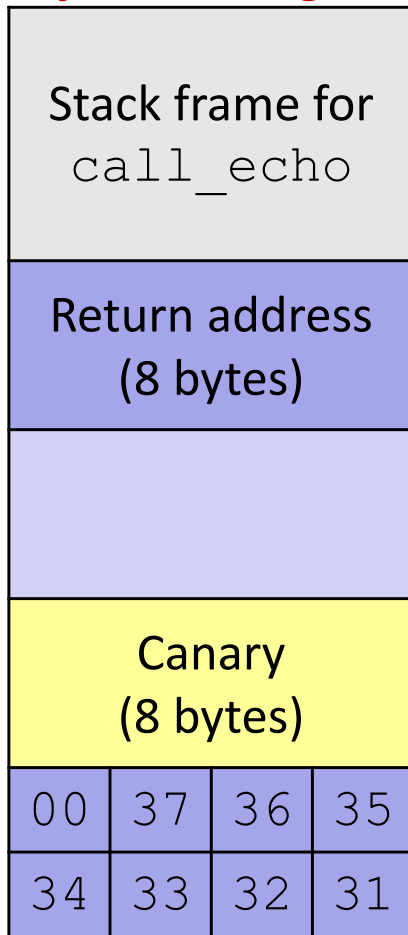 Stack frame for
call_echo
Return address
(8 bytes)
Canary
(8 bytes)
00 37 36 35
34 33 32 31